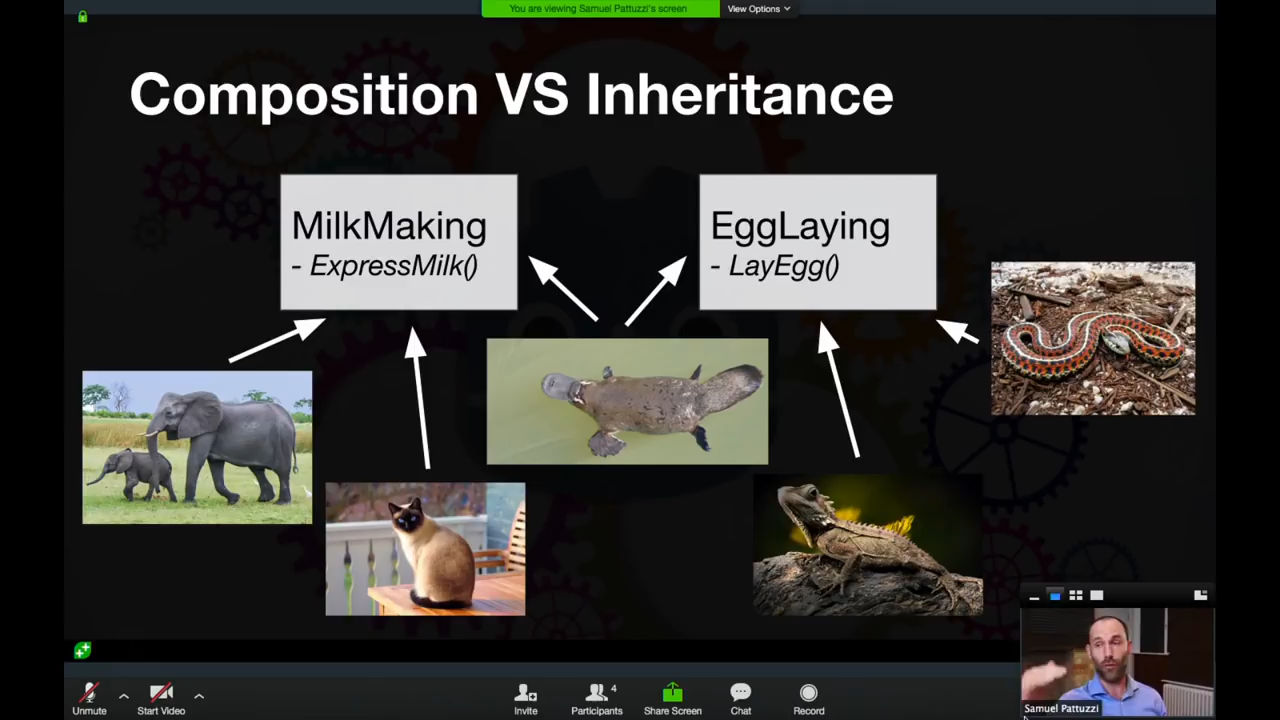 You are viewing Samuel Pattuzzi's screen
View Options
Composition VS Inheritance
MilkMaking
- ExpressMilk()
EggLaying
- LayEgg()
Samuel Pattuzzi
Unmute
Start Video
Invite
4
Participants
Share Screen
Chat
Record